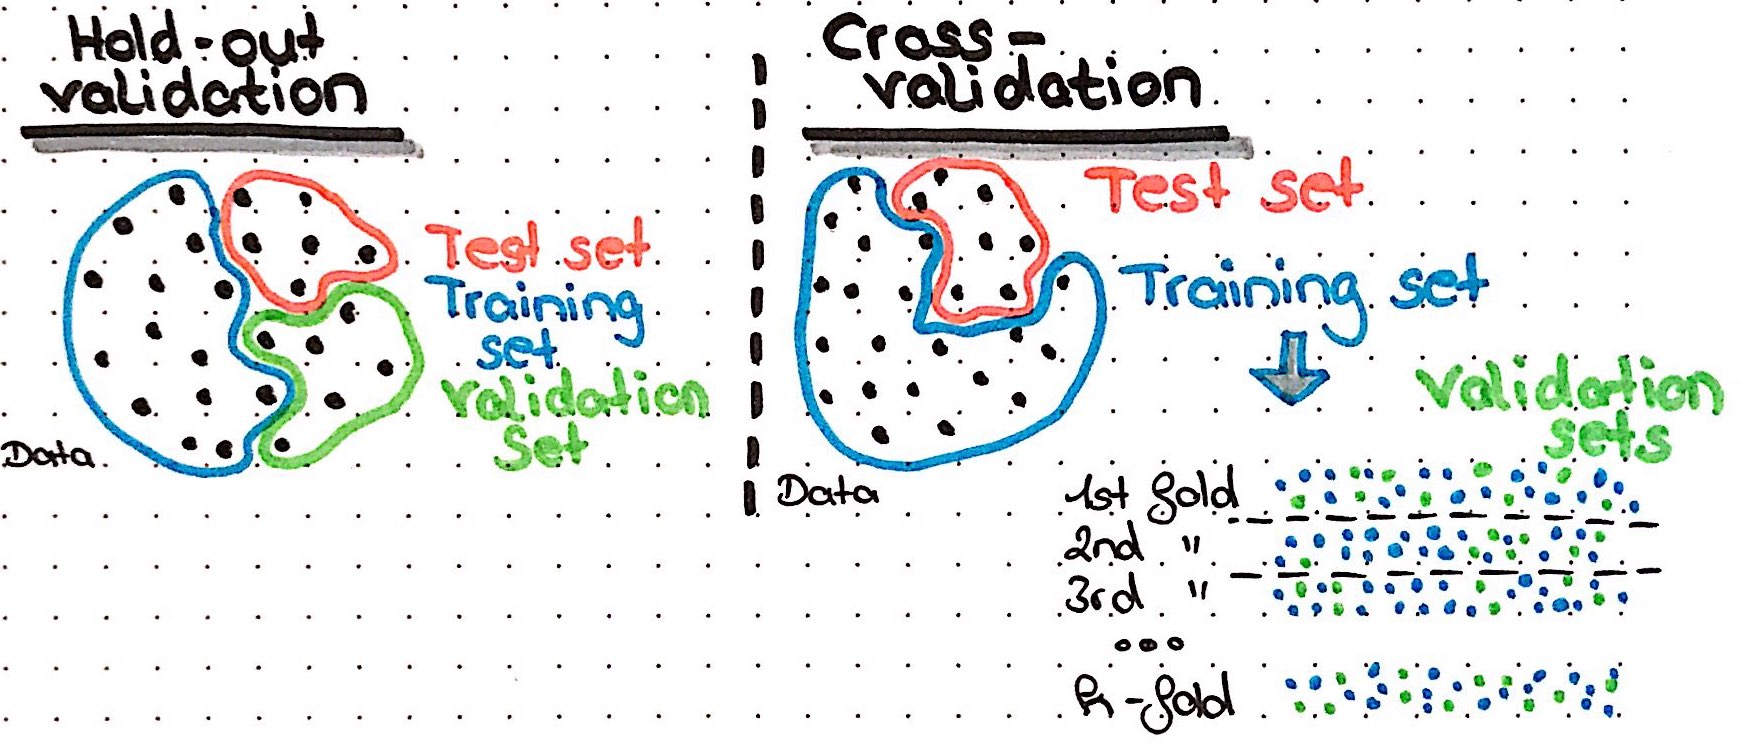 Hold-out
validation
Test set
Training
set
Validation
Set
Data
Cross-
validation
Test set
Training set
Validation
sets
Data
1st fold
2nd "
3rd "
...
k-fold